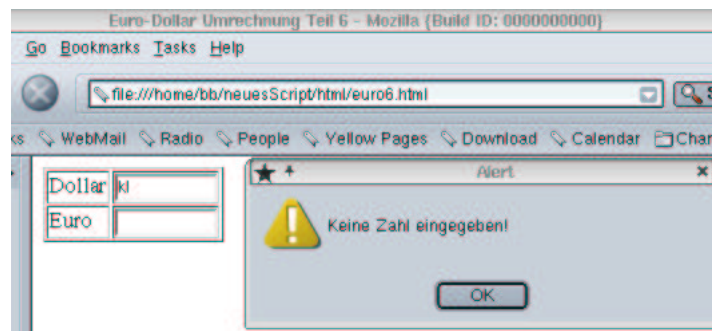 Euro-Dollar Umrechnung Teil 6 - Mozilla {Build ID: 0000000000}
Go Bookmarks Tasks Help
file:///home/bb/neuesScript/html/euro6.html
WebMail Radio People Yellow Pages Download Calendar
Alert
Dollar kl
Euro
Keine Zahl eingegeben!
OK